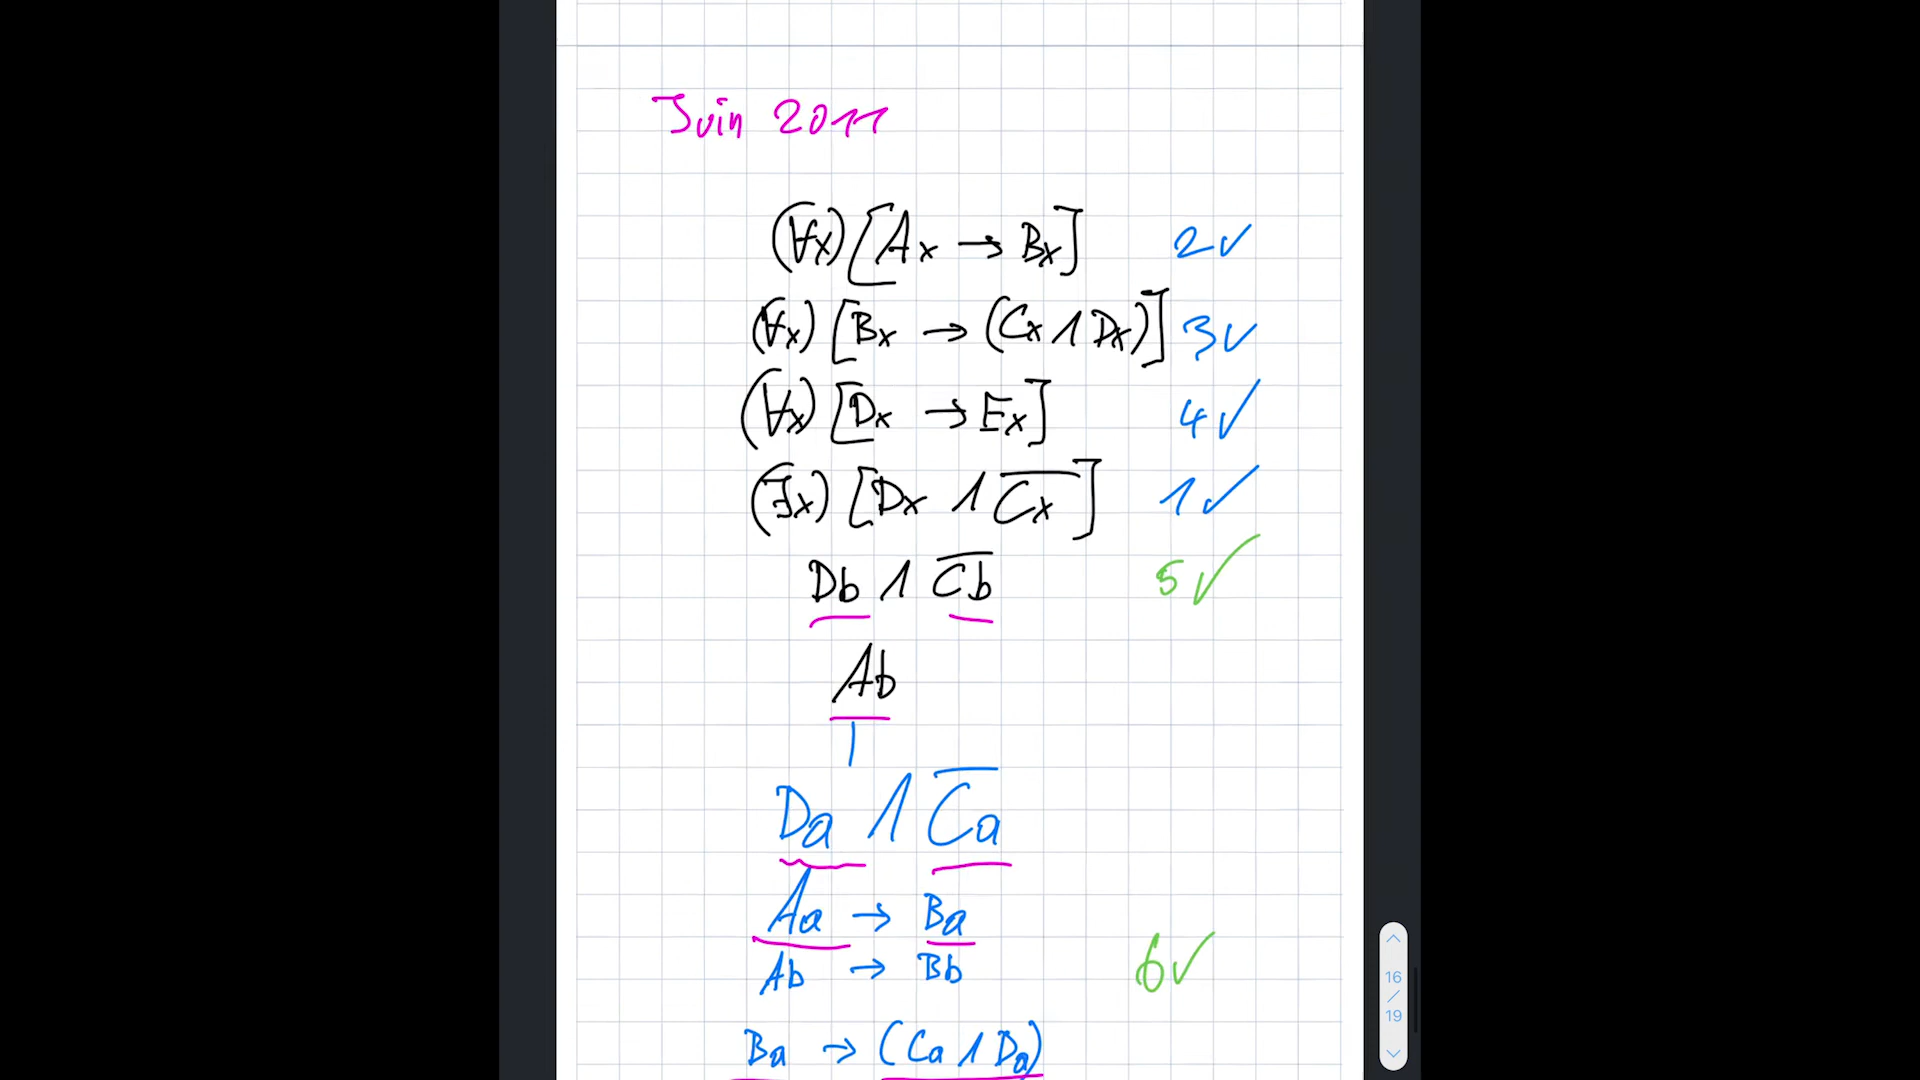 Juin 2011
(∀x)[Ax → Bx] 2✓
(∀x)[Bx → (Cx ∧ Dx)] 3✓
(∀x)[Dx → Ex] 4✓
(∃x)[Dx ∧ C̅x̅] 1✓
Db ∧ C̅b̅ 5✓
Ab
Da ∧ C̅a̅
Aa → Ba
Ab → Bb 6✓
Ba → (Ca ∧ Da)
16
/
19